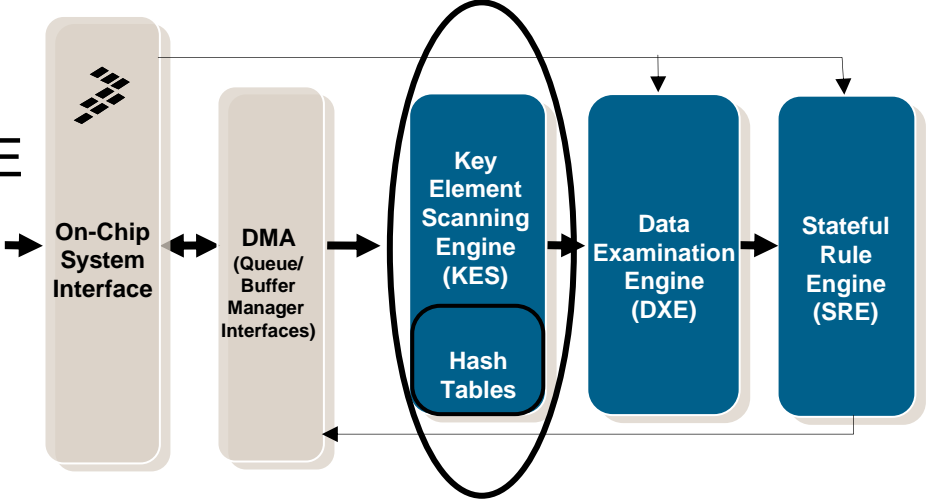 E
On-Chip
System
Interface
DMA
(Queue/
Buffer
Manager
Interfaces)
Key
Element
Scanning
Engine
(KES)
Hash
Tables
Data
Examination
Engine
(DXE)
Stateful
Rule
Engine
(SRE)